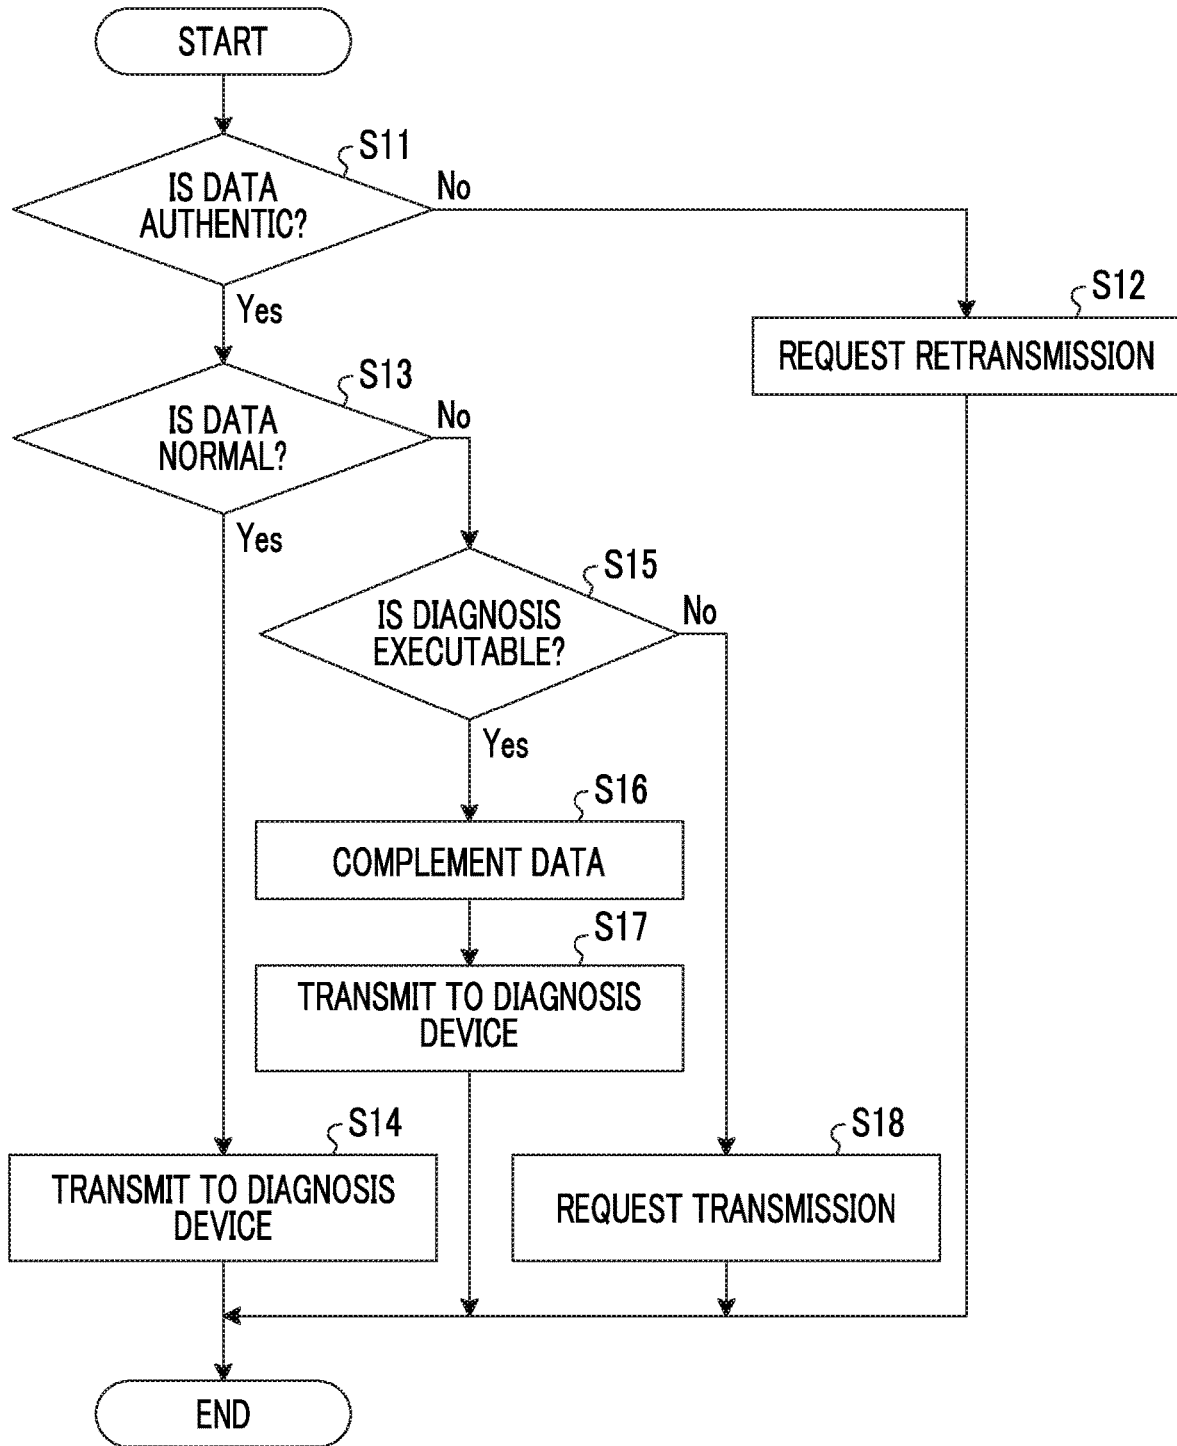 START
S11
IS DATA
AUTHENTIC?
No
Yes
S12
REQUEST RETRANSMISSION
S13
IS DATA
NORMAL?
No
Yes
S15
IS DIAGNOSIS
EXECUTABLE?
No
Yes
S16
COMPLEMENT DATA
S17
TRANSMIT TO DIAGNOSIS
DEVICE
S14
TRANSMIT TO DIAGNOSIS
DEVICE
S18
REQUEST TRANSMISSION
END